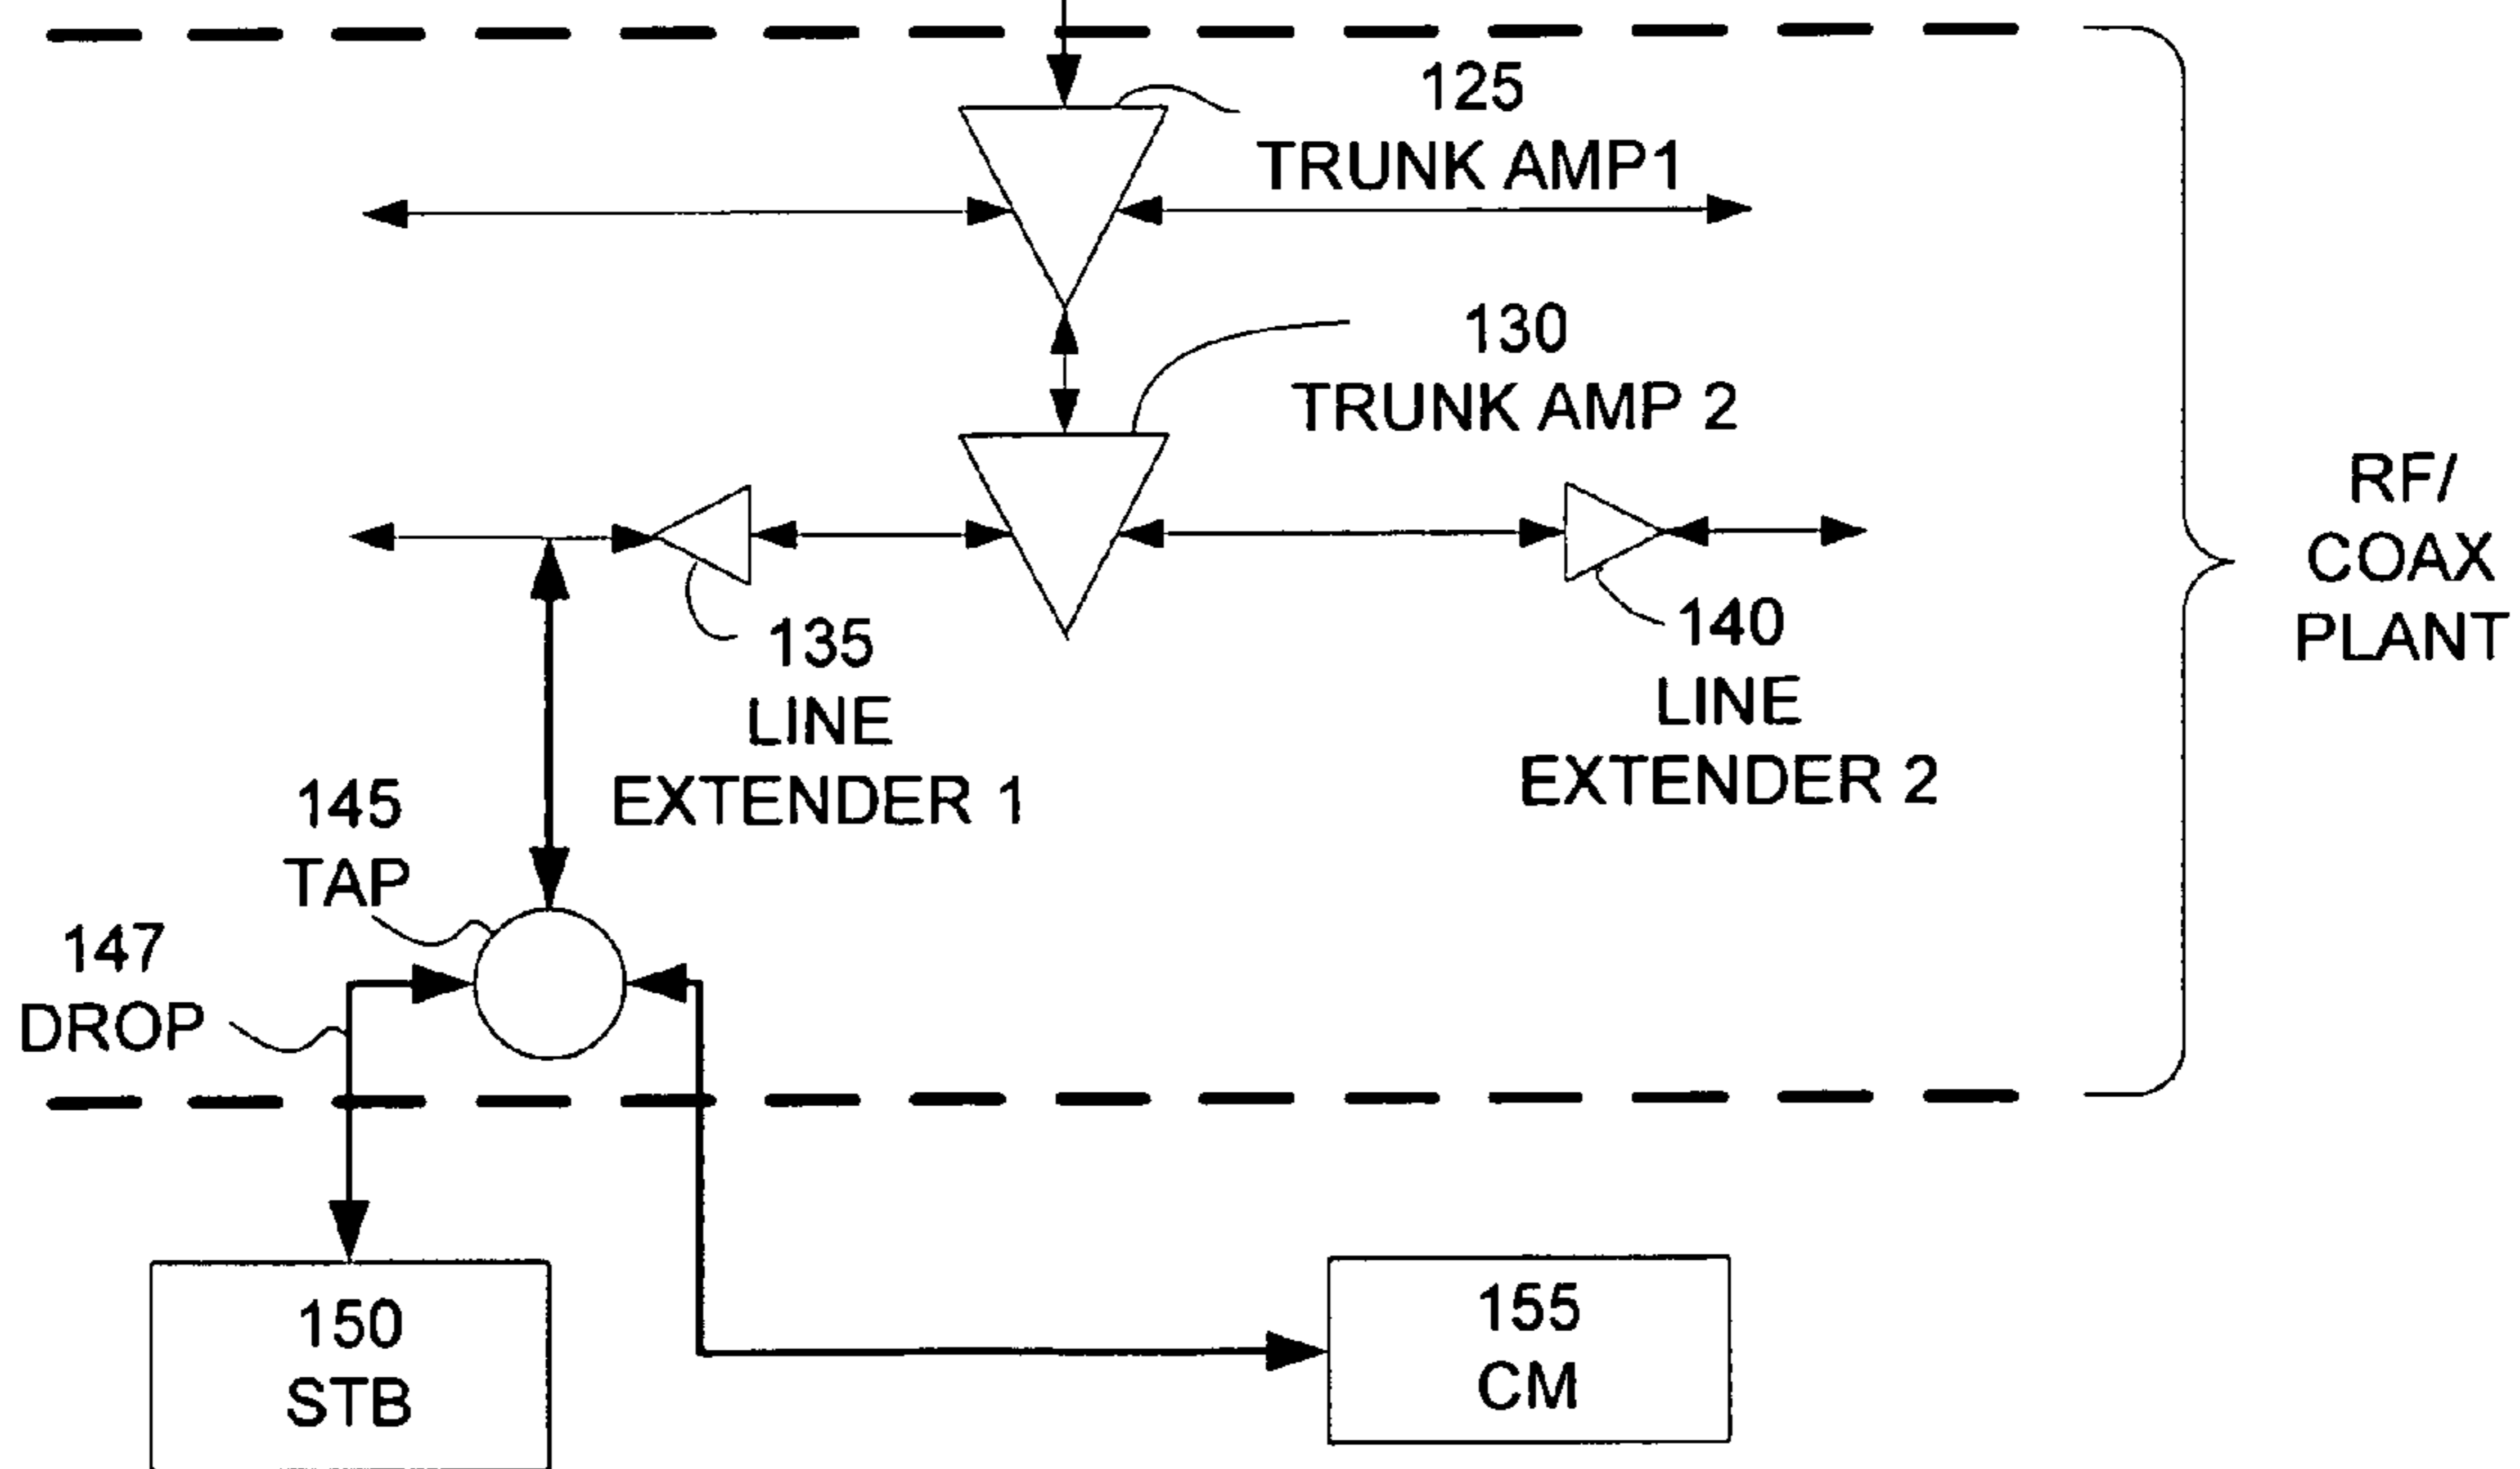 125
TRUNK AMP1
130
TRUNK AMP 2
RF/
COAX
PLANT
135
LINE
EXTENDER 1
140
LINE
EXTENDER 2
145
TAP
147
DROP
150
STB
155
CM